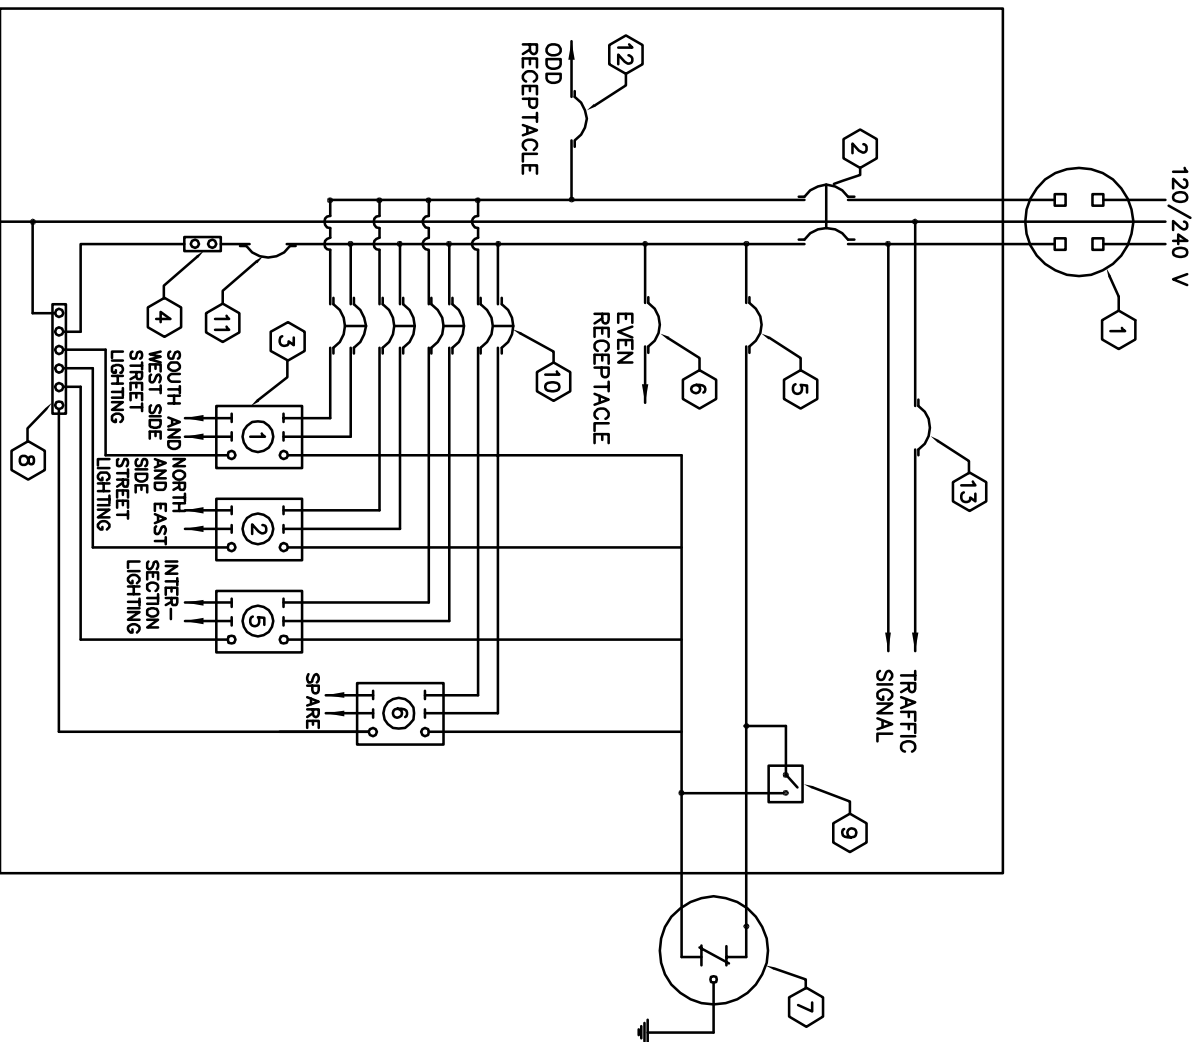 120/240 V
1
2
12
ODD
RECEPTACLE
13
TRAFFIC
SIGNAL
5
6
EVEN
RECEPTACLE
10
3
11
4
8
9
7
1
SOUTH AND
WEST SIDE
STREET
LIGHTING
2
NORTH
AND EAST
SIDE
STREET
LIGHTING
5
INTER-
SECTION
LIGHTING
6
SPARE